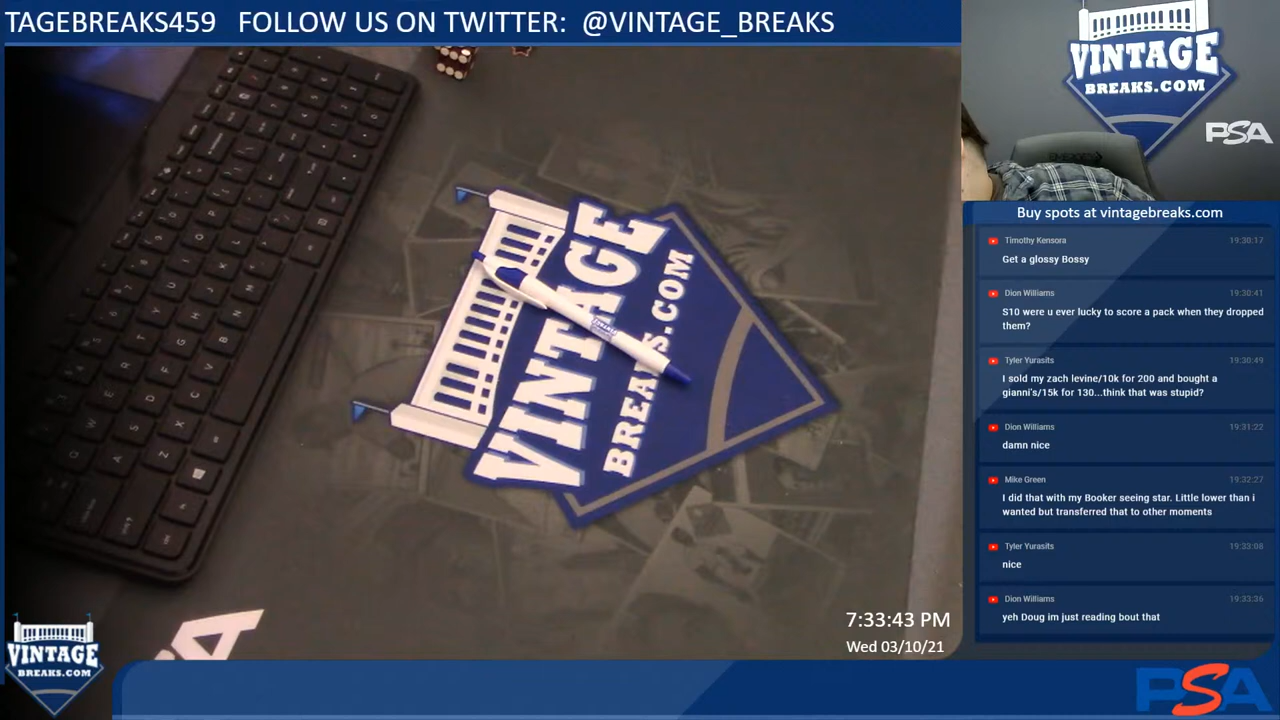 TAGEBREAKS459 FOLLOW US ON TWITTER: @VINTAGE_BREAKS
VINTAGE
BREAKS.COM
PSA
Buy spots at vintagebreaks.com
Timothy Kensora 19:30:17
Get a glossy Bossy
Dion Williams 19:30:41
S10 were u ever lucky to score a pack when they dropped
them?
Tyler Yurasits 19:30:49
I sold my zach levine/10k for 200 and bought a
gianni's/15k for 130...think that was stupid?
Dion Williams 19:31:22
damn nice
Mike Green 19:32:27
I did that with my Booker seeing star. Little lower than i
wanted but transferred that to other moments
Tyler Yurasits 19:33:08
nice
Dion Williams 19:33:36
yeh Doug im just reading bout that
VINTAGE
BREAKS.COM
7:33:43 PM
Wed 03/10/21
VINTAGE
BREAKS.COM
PSA